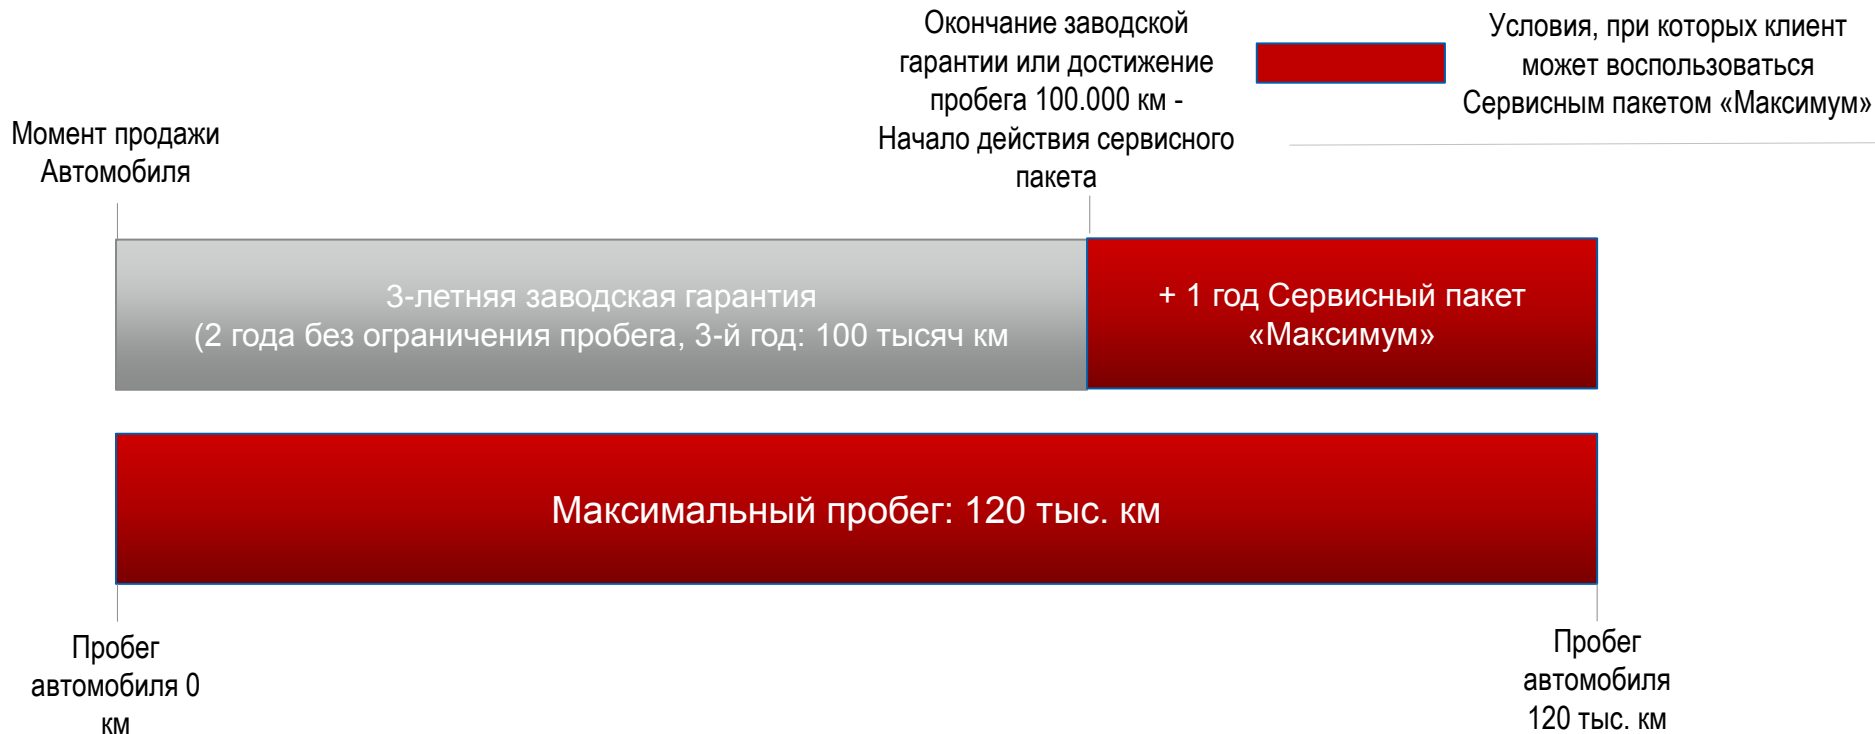 Момент продажи
Автомобиля
Окончание заводской
гарантии или достижение
пробега 100.000 км -
Начало действия сервисного
пакета
Условия, при которых клиент
может воспользоваться
Сервисным пакетом «Максимум»
3-летняя заводская гарантия
(2 года без ограничения пробега, 3-й год: 100 тысяч км
+ 1 год Сервисный пакет
«Максимум»
Максимальный пробег: 120 тыс. км
Пробег
автомобиля 0
км
Пробег
автомобиля
120 тыс. км